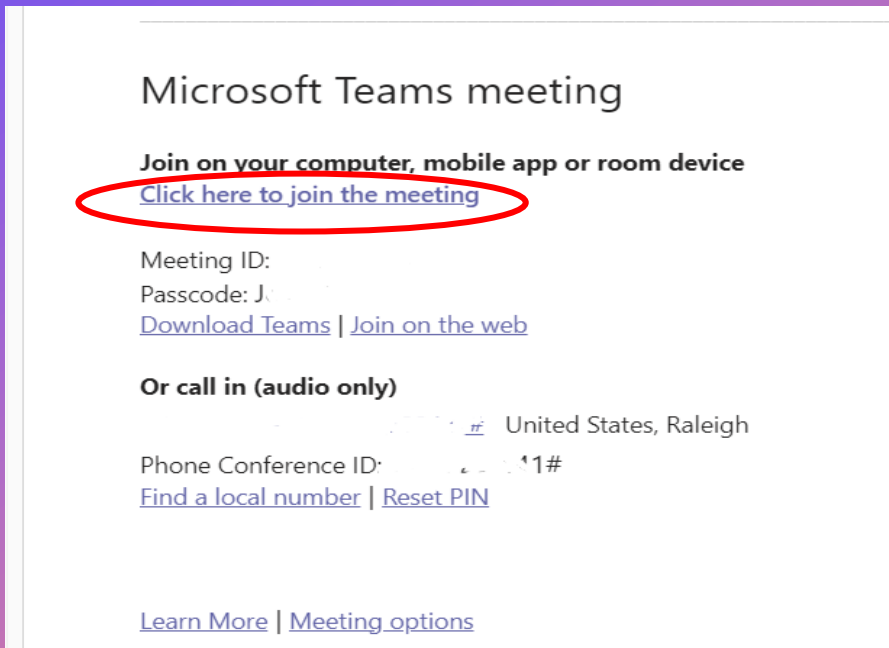 Microsoft Teams meeting
Join on your computer, mobile app or room device
Click here to join the meeting
Meeting ID:
Passcode: J
Download Teams | Join on the web
Or call in (audio only)
United States, Raleigh
Phone Conference ID: 1#
Find a local number | Reset PIN
Learn More | Meeting options